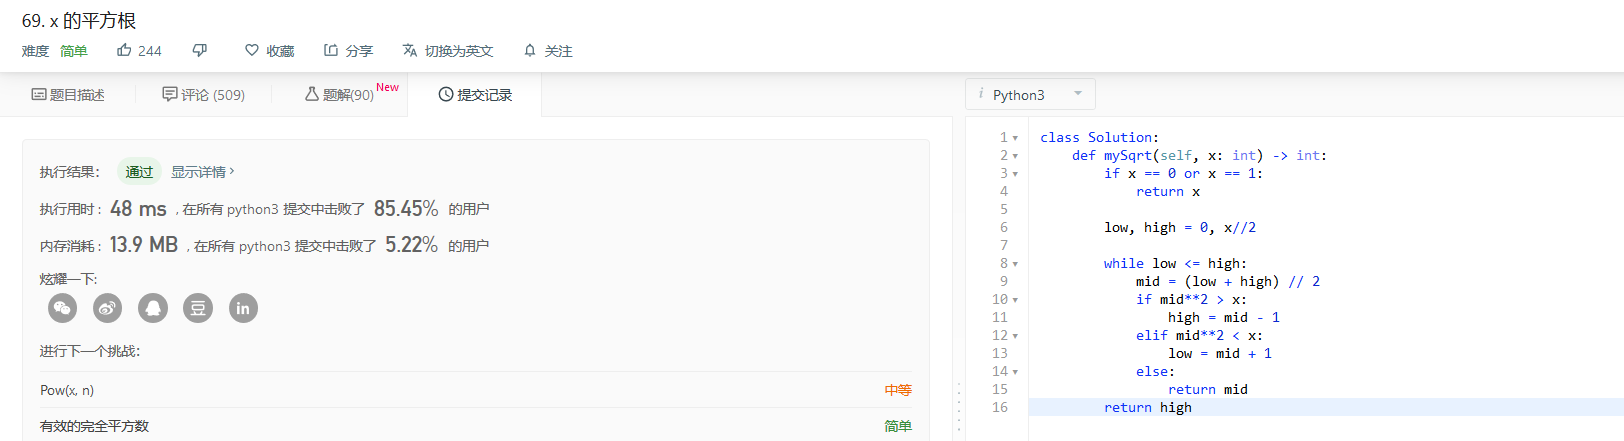 69. x 的平方根
难度 简单 244 收藏 分享 切换为英文 关注
题目描述 评论 (509) 题解(90) New 提交记录
执行结果： 通过 显示详情 ›
执行用时 : 48 ms , 在所有 python3 提交中击败了 85.45% 的用户
内存消耗 : 13.9 MB , 在所有 python3 提交中击败了 5.22% 的用户
炫耀一下:
豆 in
进行下一个挑战：
Pow(x, n) 中等
有效的完全平方数 简单
i Python3
1 class Solution:
2     def mySqrt(self, x: int) -> int:
3         if x == 0 or x == 1:
4             return x
5
6         low, high = 0, x//2
7
8         while low <= high:
9             mid = (low + high) // 2
10             if mid**2 > x:
11                 high = mid - 1
12             elif mid**2 < x:
13                 low = mid + 1
14             else:
15                 return mid
16         return high